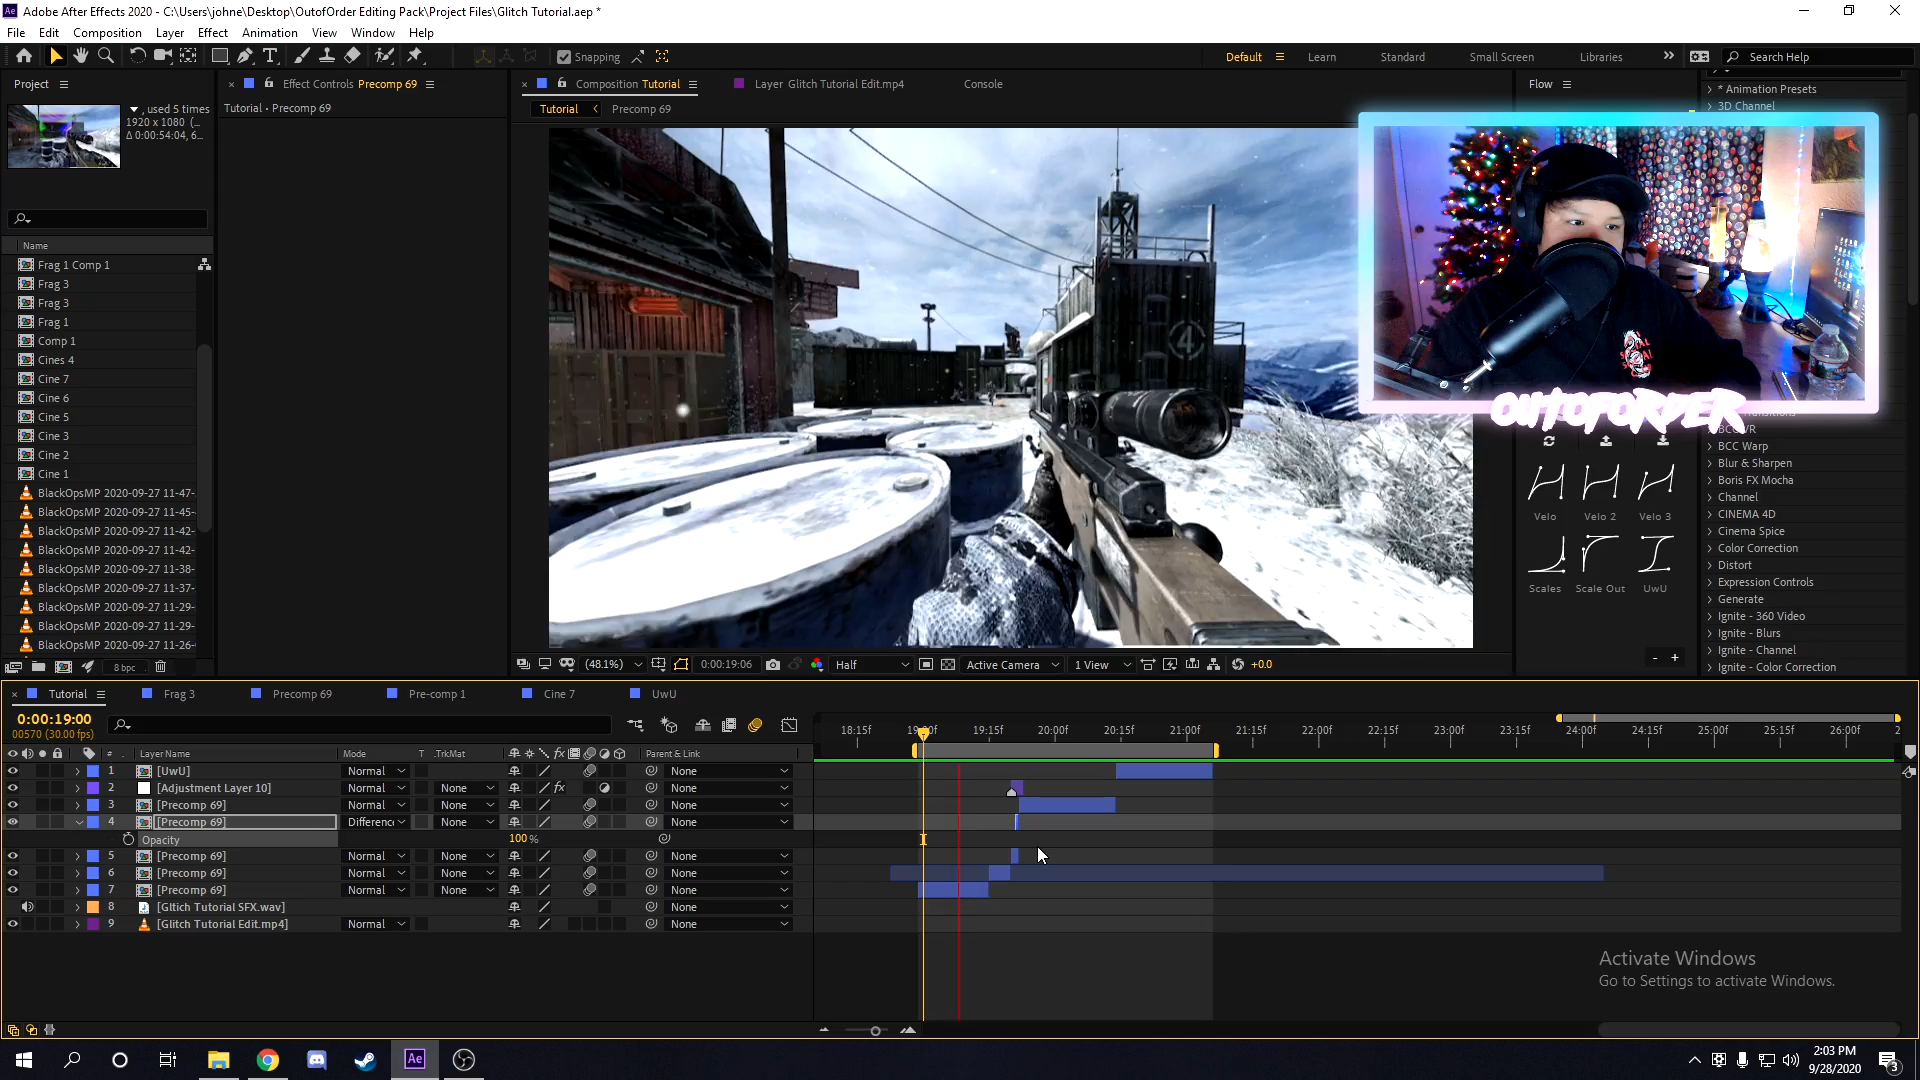 Adobe After Effects 2020 - C:\Users\johne\Desktop\OutofOrder Editing Pack\Project Files\Glitch Tutorial.aep *
File Edit Composition Layer Effect Animation View Window Help
Snapping
Default Learn Standard Small Screen Libraries Search Help
Project
Effect Controls Precomp 69
Composition Tutorial
Layer Glitch Tutorial Edit.mp4
Console
Flow
Tutorial • Precomp 69
Tutorial Precomp 69
, used 5 times
1920 x 1080 (...
Δ 0:00:54:04, 6...
Name
Frag 1 Comp 1
Frag 3
Frag 3
Frag 1
Comp 1
Cines 4
Cine 7
Cine 6
Cine 5
Cine 3
Cine 2
Cine 1
BlackOpsMP 2020-09-27 11-47-
BlackOpsMP 2020-09-27 11-45-
BlackOpsMP 2020-09-27 11-42-
BlackOpsMP 2020-09-27 11-42-
BlackOpsMP 2020-09-27 11-38-
BlackOpsMP 2020-09-27 11-37-
BlackOpsMP 2020-09-27 11-29-
BlackOpsMP 2020-09-27 11-29-
BlackOpsMP 2020-09-27 11-26-
8 bpc
4
OUTOFORDER
* Animation Presets
3D Channel
BCC VR
BCC Warp
Blur & Sharpen
Boris FX Mocha
Channel
CINEMA 4D
Cinema Spice
Color Correction
Distort
Expression Controls
Generate
Ignite - 360 Video
Ignite - Blurs
Ignite - Channel
Ignite - Color Correction
Velo Velo 2 Velo 3
Scales Scale Out UwU
- +
(48.1%) 0:00:19:06 Half Active Camera 1 View +0.0
Tutorial Frag 3 Precomp 69 Pre-comp 1 Cine 7 UwU
0:00:19:00
00570 (30.00 fps)
18:15f 19:00f 19:15f 20:00f 20:15f 21:00f 21:15f 22:00f 22:15f 23:00f 23:15f 24:00f 24:15f 25:00f 25:15f 26:00f 2
# Layer Name Mode T .TrkMat fx Parent & Link
1 [UwU] Normal None
2 [Adjustment Layer 10] Normal None fx None
3 [Precomp 69] Normal None None
4 [Precomp 69] Differenc None None
Opacity 100 %
5 [Precomp 69] Normal None None
6 [Precomp 69] Normal None None
7 [Precomp 69] Normal None None
8 [Gltich Tutorial SFX.wav] None
9 [Glitch Tutorial Edit.mp4] Normal None
Activate Windows
Go to Settings to activate Windows.
Ae
2:03 PM
9/28/2020
3